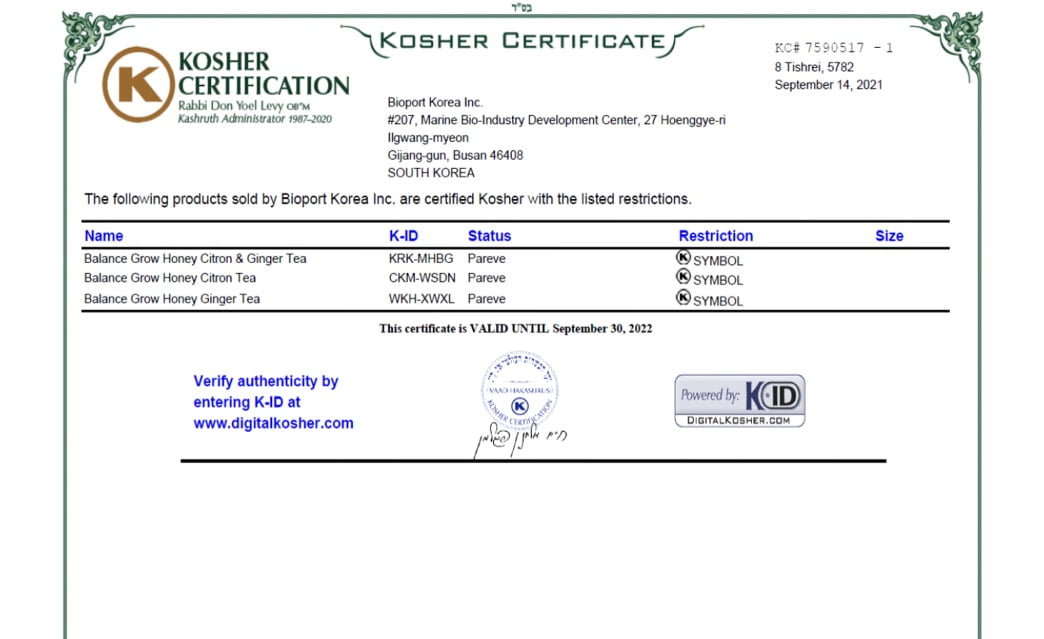 בס"ד
KOSHER CERTIFICATE
KOSHER
CERTIFICATION
Rabbi Don Yoel Levy OB"M
Kashruth Administrator 1987-2020
KC# 7590517 - 1
8 Tishrei, 5782
September 14, 2021
Bioport Korea Inc.
#207, Marine Bio-Industry Development Center, 27 Hoenggye-ri
Ilgwang-myeon
Gijang-gun, Busan 46408
SOUTH KOREA
The following products sold by Bioport Korea Inc. are certified Kosher with the listed restrictions.
Name K-ID Status Restriction Size
Balance Grow Honey Citron & Ginger Tea KRK-MHBG Pareve K SYMBOL
Balance Grow Honey Citron Tea CKM-WSDN Pareve K SYMBOL
Balance Grow Honey Ginger Tea WKH-XWXL Pareve K SYMBOL
This certificate is VALID UNTIL September 30, 2022
Verify authenticity by
entering K-ID at
www.digitalkosher.com
VAAD HAKASHRUS
K
KOSHER CERTIFICATION
Powered by: K-ID
DIGITALKOSHER.COM